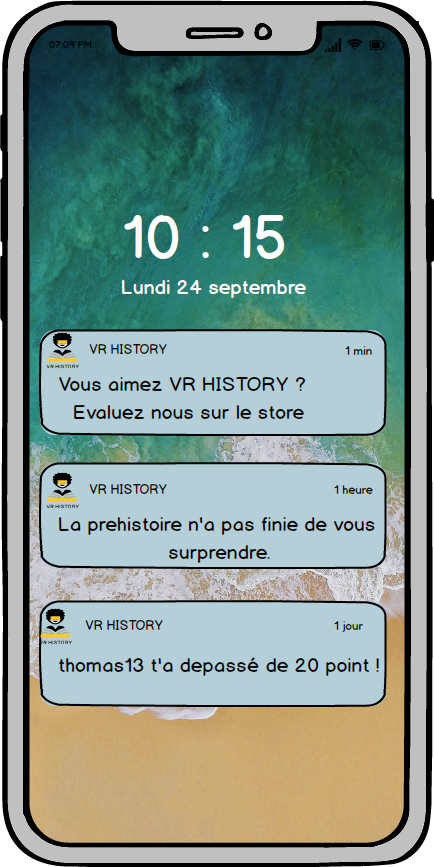 07:09 PM
10 : 15
Lundi 24 septembre
VR HISTORY
VR HISTORY
1 min
Vous aimez VR HISTORY ?
Evaluez nous sur le store
VR HISTORY
VR HISTORY
1 heure
La prehistoire n'a pas finie de vous
surprendre.
VR HISTORY
VR HISTORY
1 jour
thomas13 t'a depassé de 20 point !